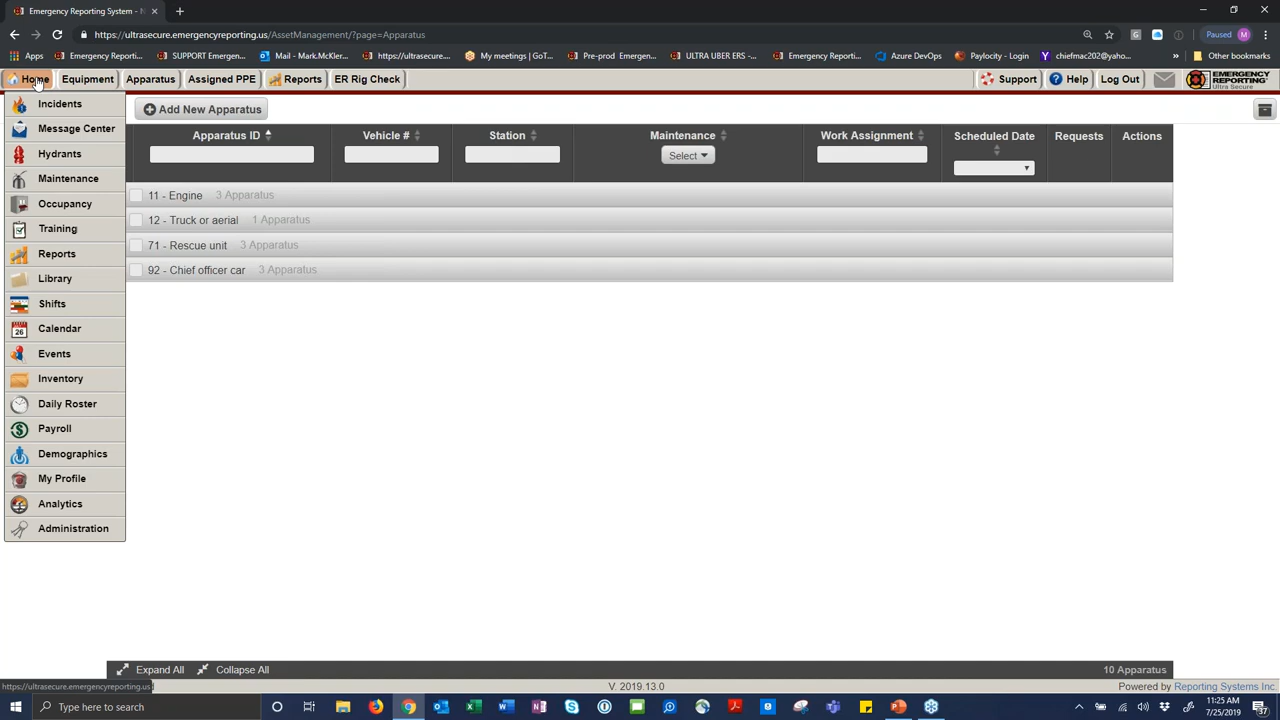 Emergency Reporting System - N
https://ultrasecure.emergencyreporting.us/AssetManagement/?page=Apparatus
Paused
M
Apps
Emergency Reportin...
SUPPORT Emergen...
Mail - Mark.McKler...
https://ultrasecure...
My meetings | GoT...
Pre-prod Emergen...
ULTRA UBER ERS -...
Emergency Reporti...
Azure DevOps
Paylocity - Login
chiefmac202@yaho...
»
Other bookmarks
Home
Equipment
Apparatus
Assigned PPE
Reports
ER Rig Check
Support
Help
Log Out
EMERGENCY
REPORTING
Ultra Secure
Incidents
Message Center
Hydrants
Maintenance
Occupancy
Training
Reports
Library
Shifts
26
Calendar
Events
Inventory
Daily Roster
Payroll
Demographics
My Profile
Analytics
Administration
Add New Apparatus
Apparatus ID
Vehicle #
Station
Maintenance
Work Assignment
Scheduled Date
Requests
Actions
Select
11 - Engine 3 Apparatus
12 - Truck or aerial 1 Apparatus
71 - Rescue unit 3 Apparatus
92 - Chief officer car 3 Apparatus
Expand All
Collapse All
10 Apparatus
https://ultrasecure.emergencyreporting.us
V. 2019.13.0
Powered by Reporting Systems Inc.
Type here to search
11:25 AM
7/25/2019